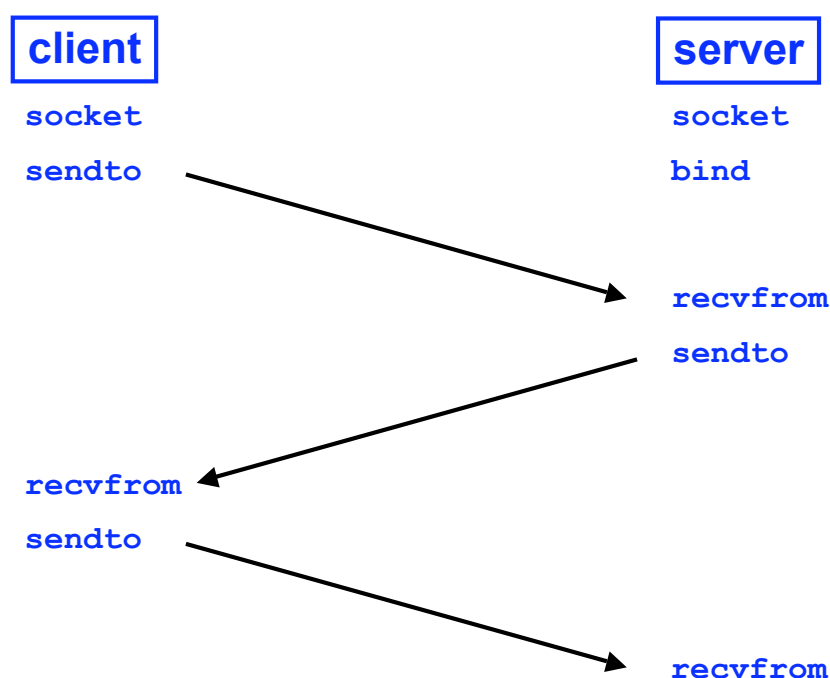 client
server
socket
socket
sendto
bind
recvfrom
sendto
recvfrom
sendto
recvfrom